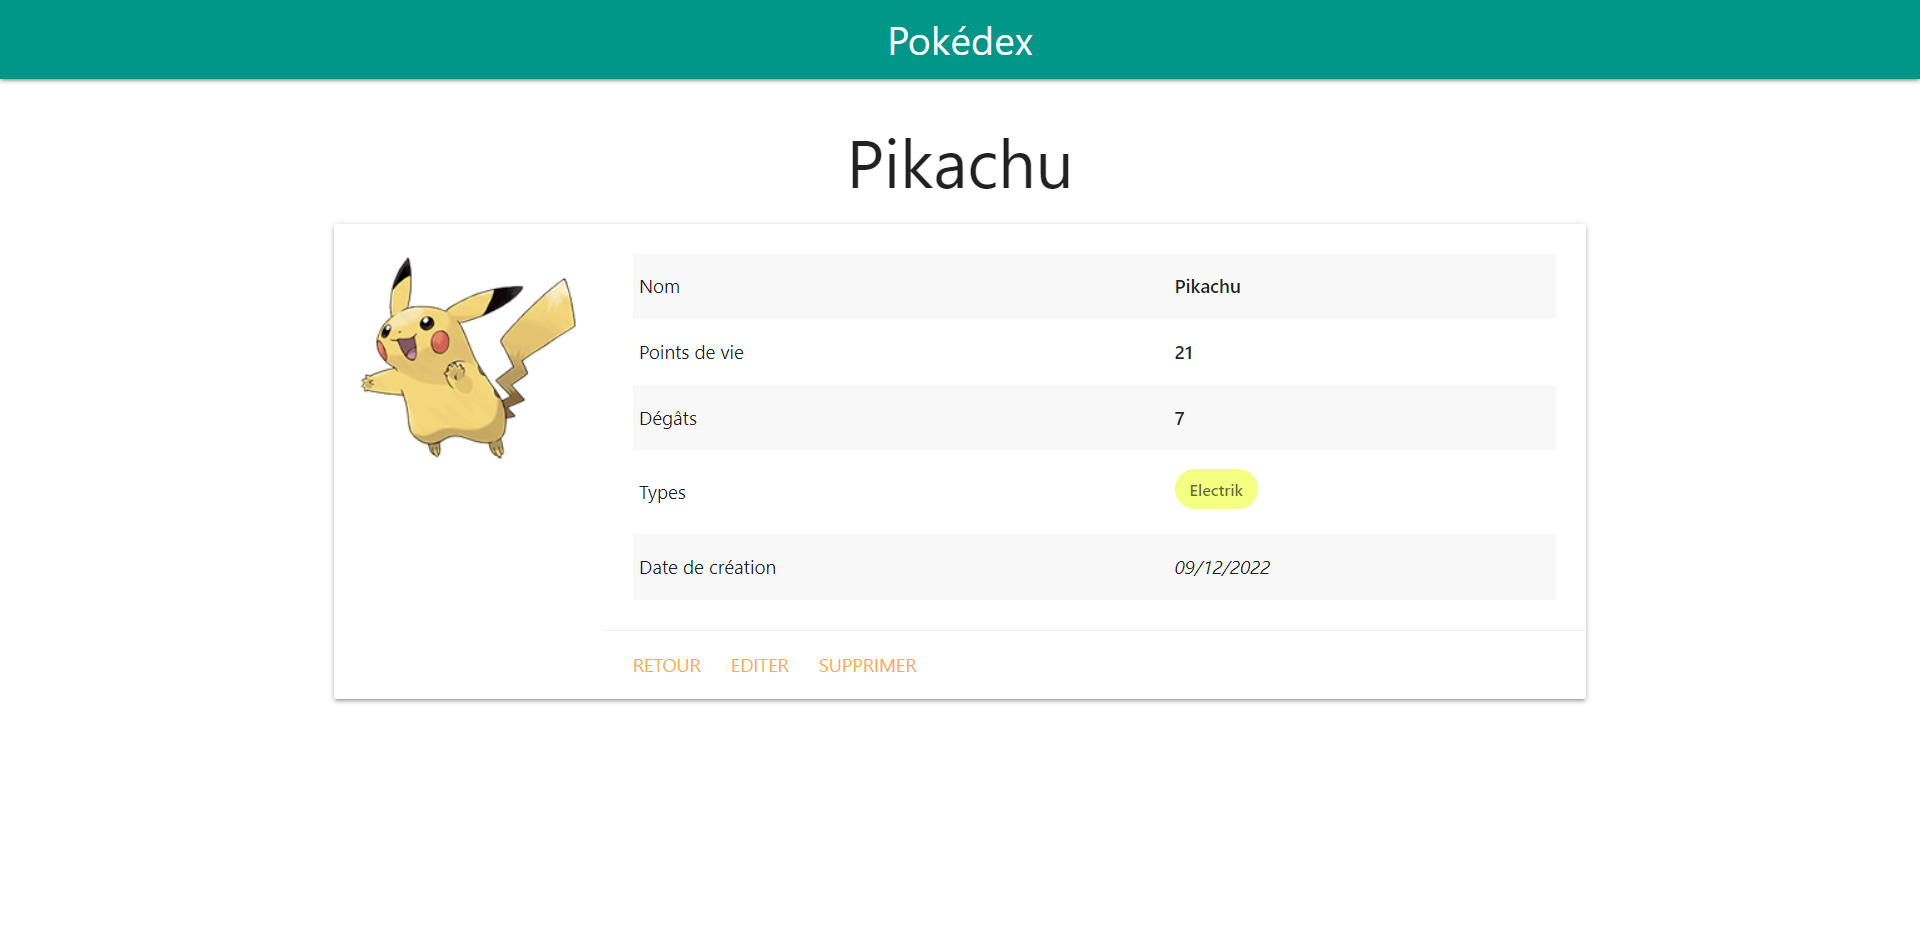 Pokédex
Pikachu
Nom Pikachu
Points de vie 21
Dégâts 7
Types Electrik
Date de création 09/12/2022
RETOUR EDITER SUPPRIMER